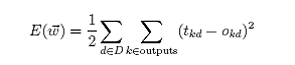 E(w⃗) = 1/2 ∑_{d∈D} ∑_{k∈outputs} (t_{kd} − o_{kd})²